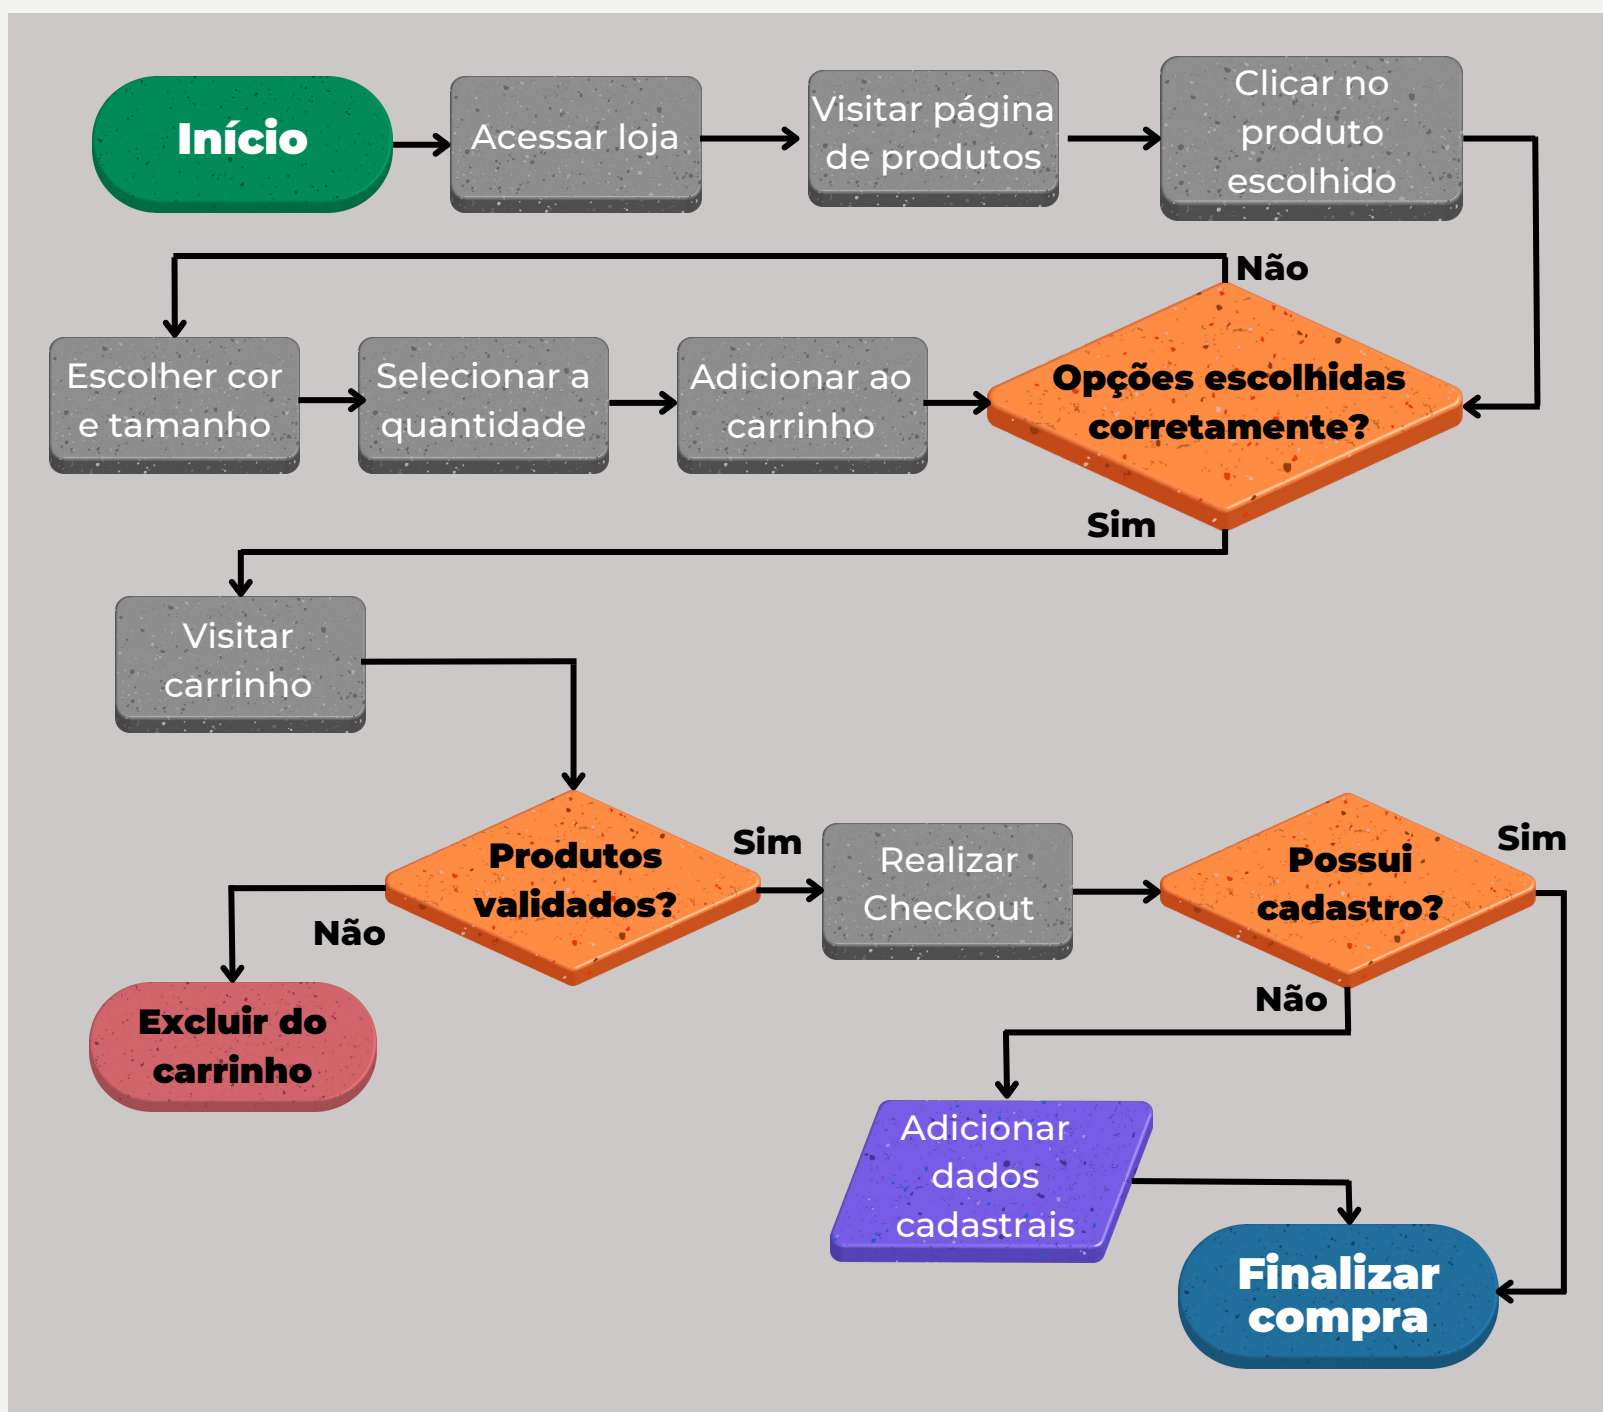 Início
Acessar loja
Visitar página
de produtos
Clicar no
produto
escolhido
Não
Escolher cor
e tamanho
Selecionar a
quantidade
Adicionar ao
carrinho
Opções escolhidas
corretamente?
Sim
Visitar
carrinho
Produtos
validados?
Sim
Não
Realizar
Checkout
Possui
cadastro?
Sim
Não
Excluir do
carrinho
Adicionar
dados
cadastrais
Finalizar
compra